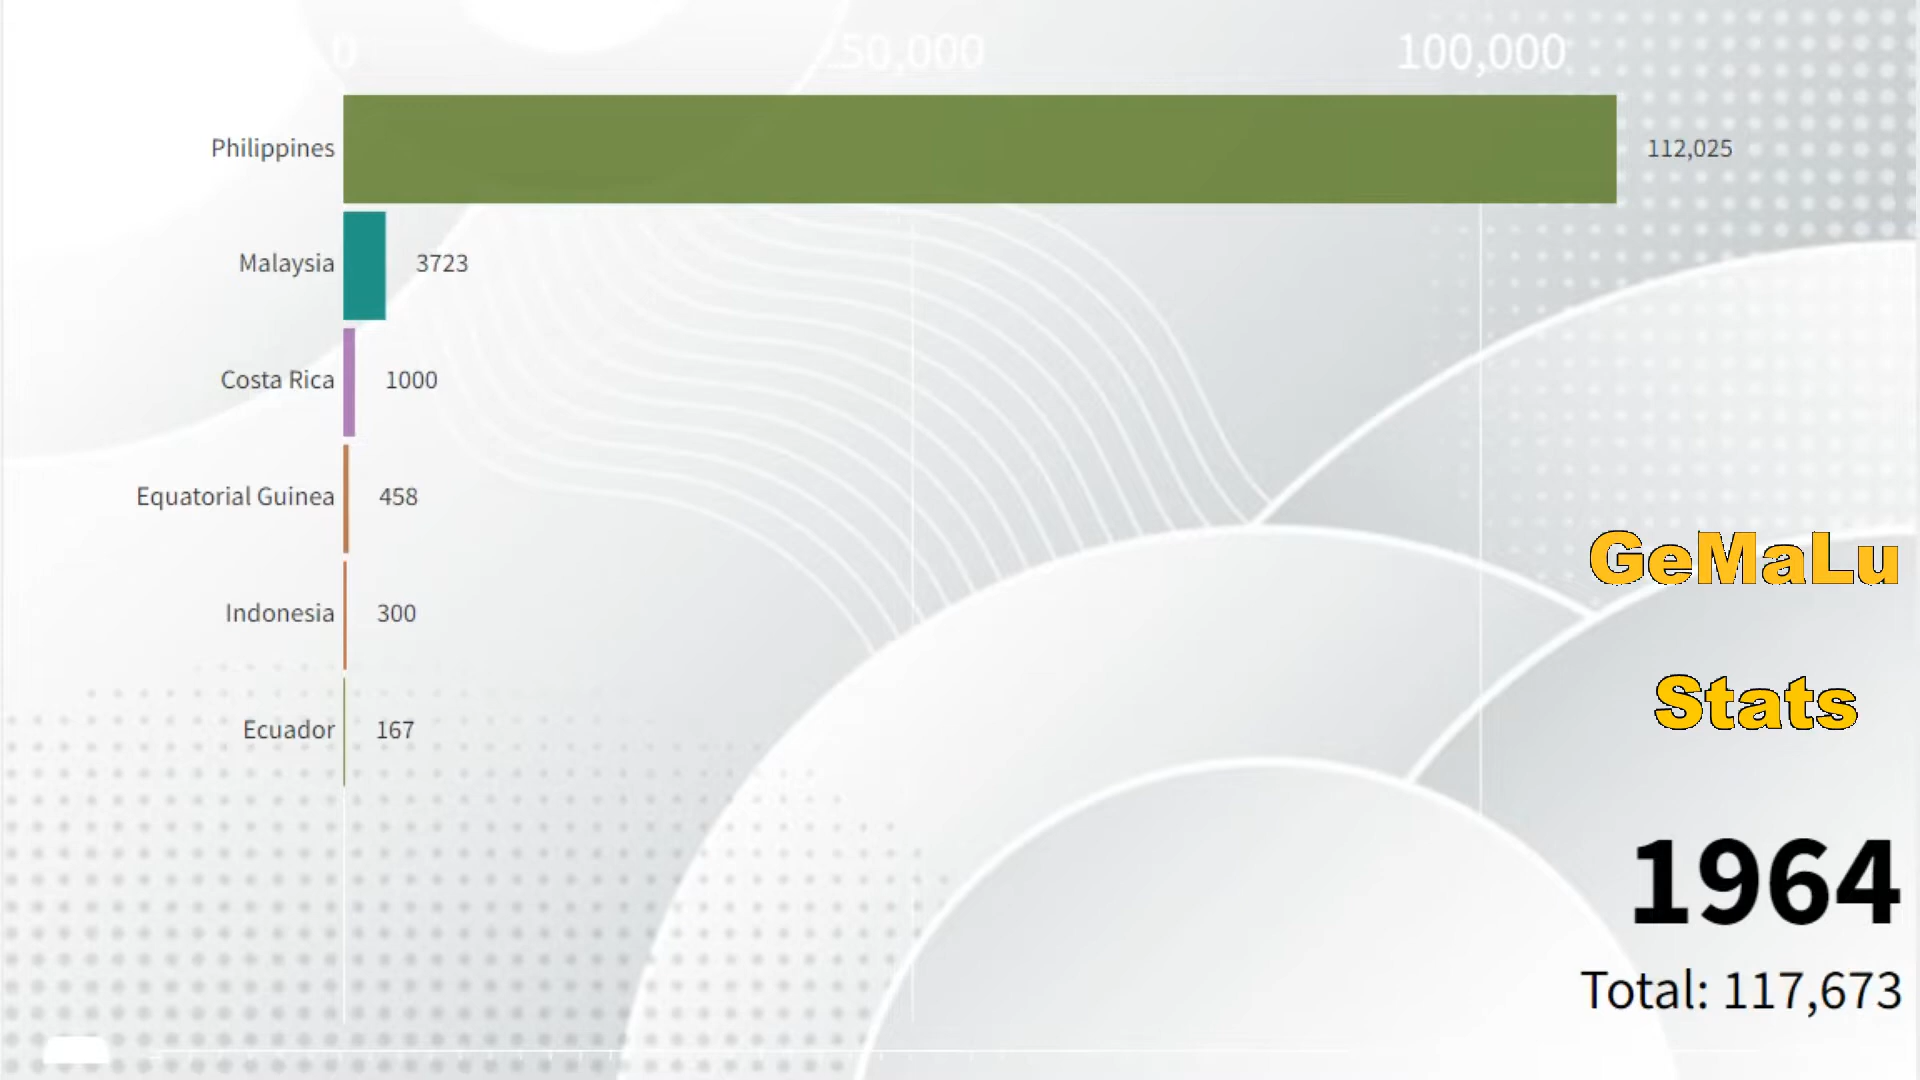 0 50,000 100,000
Philippines 112,025
Malaysia 3723
Costa Rica 1000
Equatorial Guinea 458
Indonesia 300
Ecuador 167
GeMaLu
Stats
1964
Total: 117,673